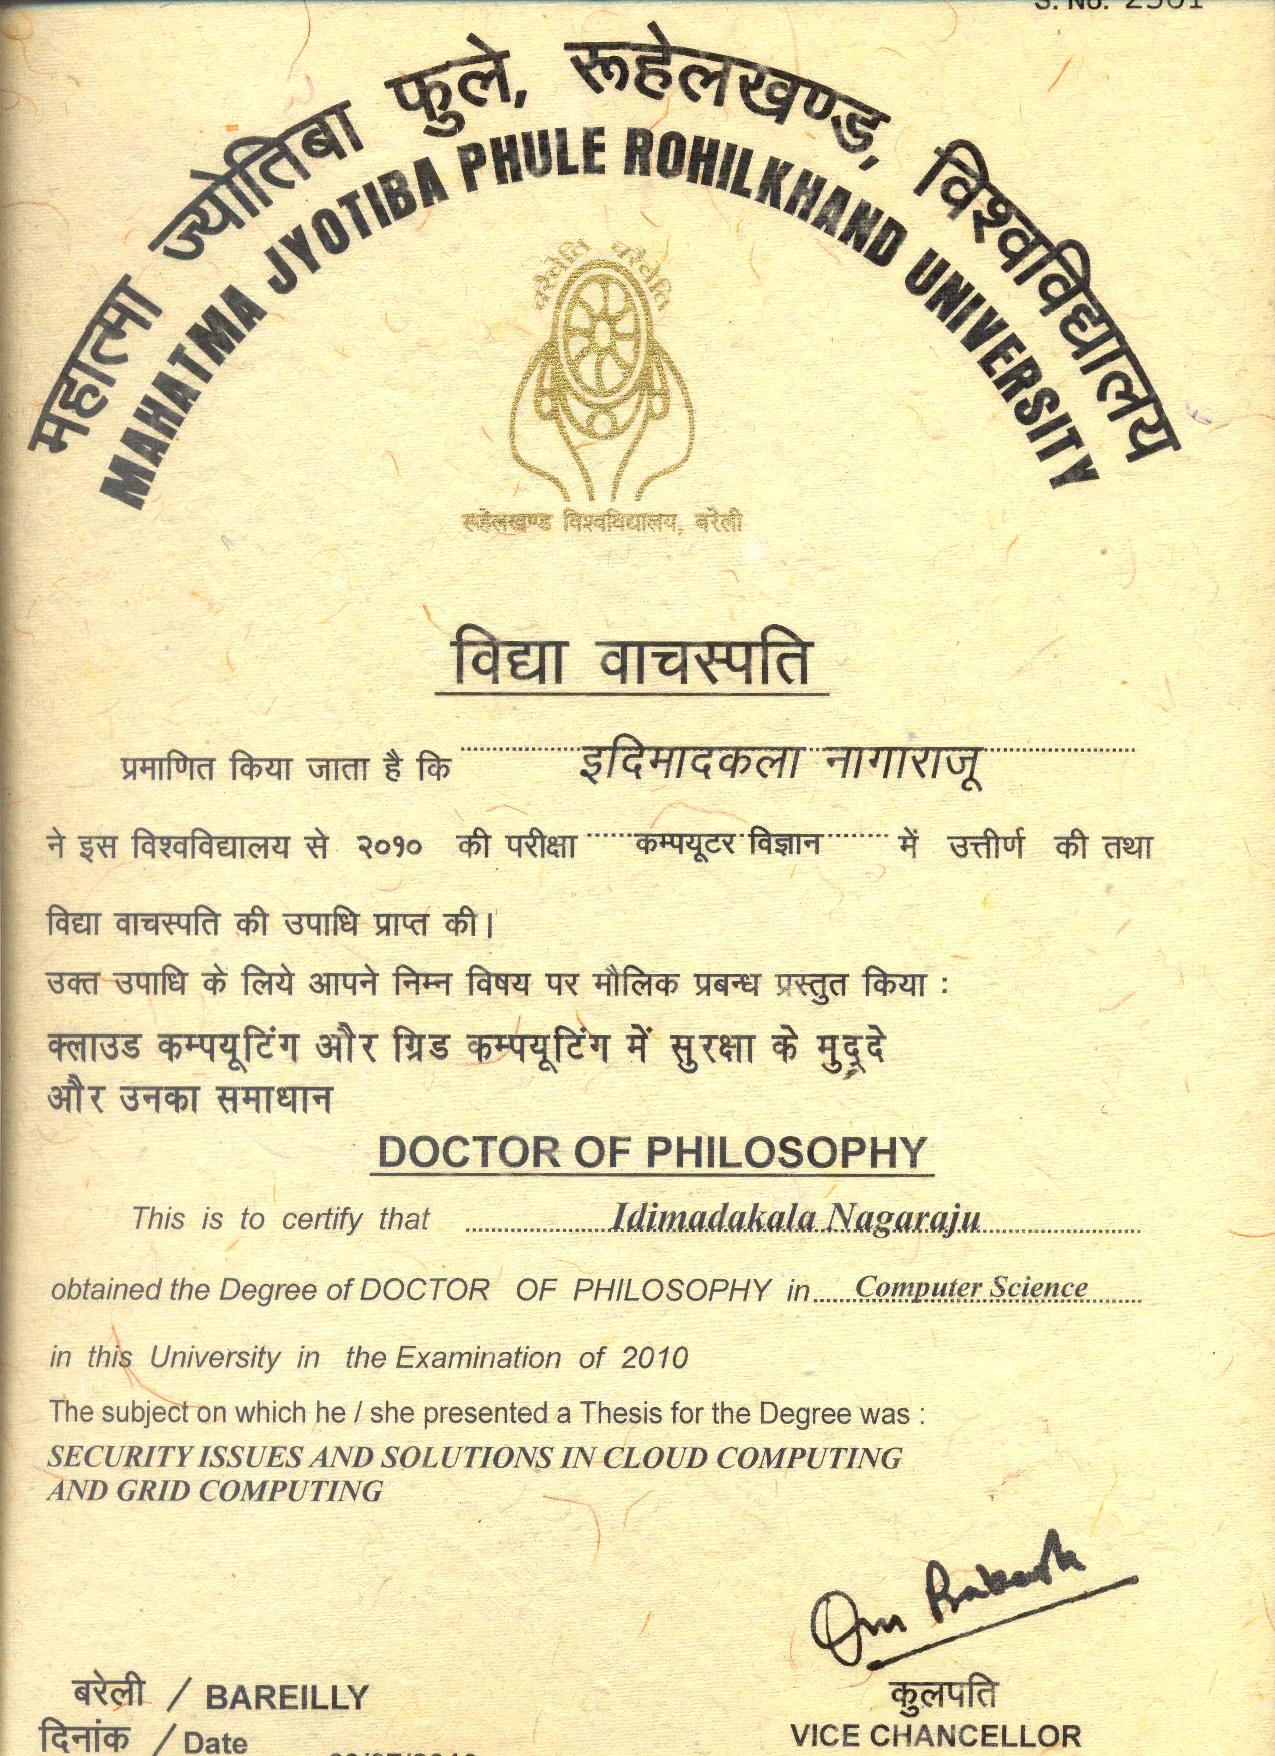 S. No.
महात्मा ज्योतिबा फुले, रूहेलखण्ड, विश्वविद्यालय
MAHATMA JYOTIBA PHULE ROHILKHAND UNIVERSITY
चरैवेति चरैवेति
रूहेलखण्ड विश्वविद्यालय, बरेली
विद्या वाचस्पति
प्रमाणित किया जाता है कि इदिमादकला नागाराजू
ने इस विश्वविद्यालय से २०१० की परीक्षा कम्पयूटर विज्ञान में उत्तीर्ण की तथा
विद्या वाचस्पति की उपाधि प्राप्त की।
उक्त उपाधि के लिये आपने निम्न विषय पर मौलिक प्रबन्ध प्रस्तुत किया :
क्लाउड कम्पयूटिंग और ग्रिड कम्पयूटिंग में सुरक्षा के मुद्दे
और उनका समाधान
DOCTOR OF PHILOSOPHY
This is to certify that Idimadakala Nagaraju
obtained the Degree of DOCTOR OF PHILOSOPHY in Computer Science
in this University in the Examination of 2010
The subject on which he / she presented a Thesis for the Degree was :
SECURITY ISSUES AND SOLUTIONS IN CLOUD COMPUTING
AND GRID COMPUTING
Om Prakash
बरेली / BAREILLY
कुलपति
दिनांक / Date
VICE CHANCELLOR